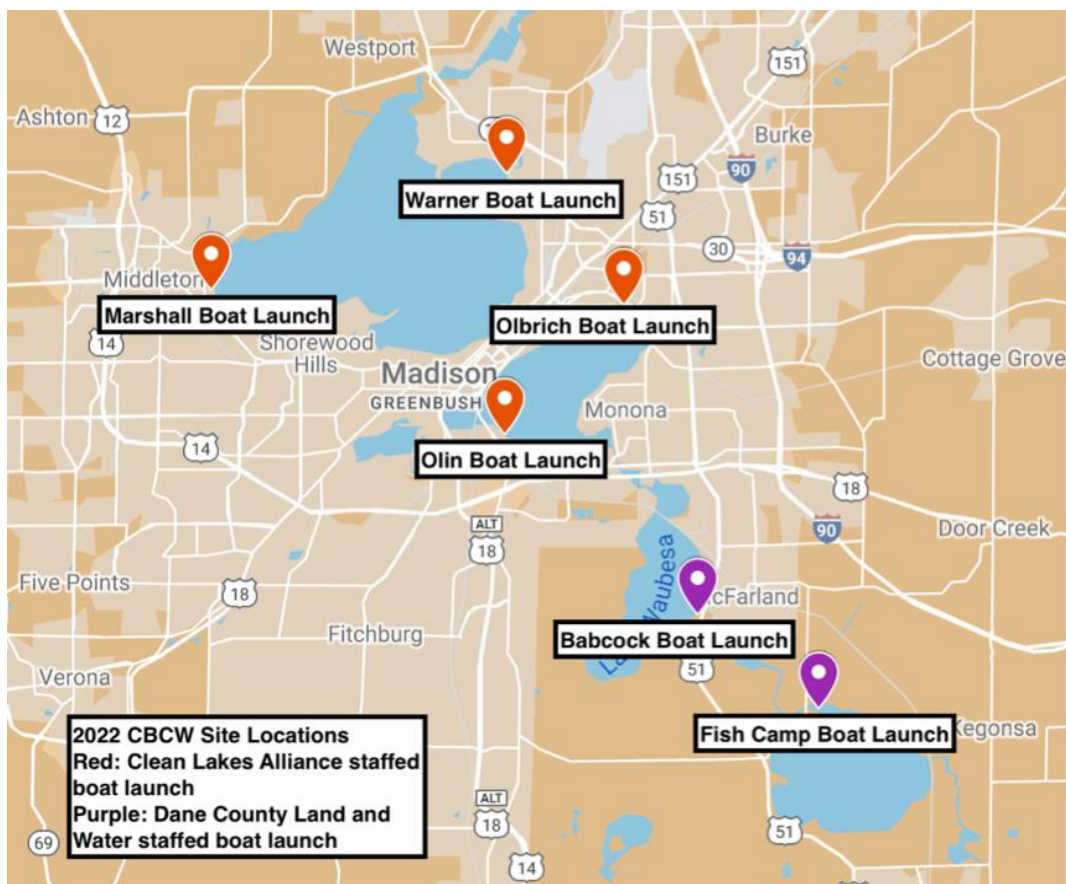 Westport
151
Ashton
12
Burke
90
Warner Boat Launch
151
51
30
94
Middleton
Marshall Boat Launch
Olbrich Boat Launch
14
Shorewood
Hills
Cottage Grove
Madison
GREENBUSH
Monona
14
Olin Boat Launch
18
ALT
18
90
Door Creek
Five Points
18
Waubesa
McFarland
Fitchburg
Babcock Boat Launch
51
Verona
Fish Camp Boat Launch
Kegonsa
2022 CBCW Site Locations
Red: Clean Lakes Alliance staffed
boat launch
Purple: Dane County Land and
Water staffed boat launch
ALT
18
51
69
14